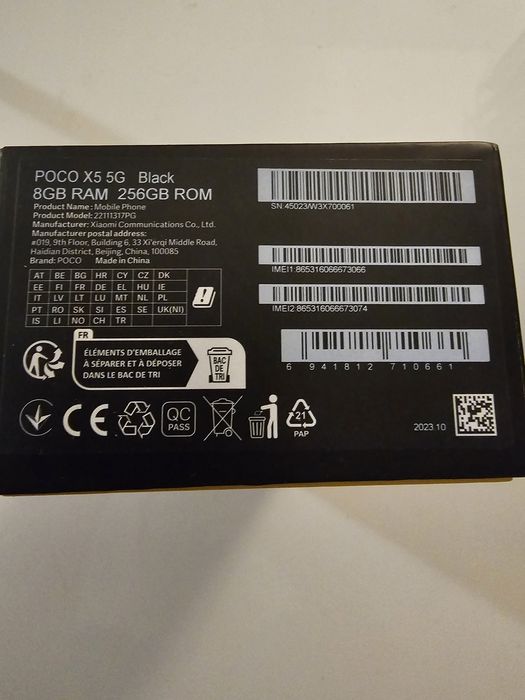 POCO X5 5G Black
8GB RAM 256GB ROM
Product Name: Mobile Phone
Product Model: 22111317PG
Manufacturer: Xiaomi Communications Co., Ltd.
Manufacturer postal address:
#019, 9th Floor, Building 6, 33 Xi'erqi Middle Road,
Haidian District, Beijing, China, 100085
Brand: POCO Made in China
AT BE BG HR CY CZ DK
EE FI FR DE EL HU IE
IT LV LT LU MT NL PL
PT RO SK SI ES SE UK(NI)
IS LI NO CH TR
FR
ÉLÉMENTS D'EMBALLAGE
À SÉPARER ET À DÉPOSER
DANS LE BAC DE TRI
BAC
DE
TRI
CE
QC
PASS
21
PAP
SN:45023/W3X700061
IMEI1:865316066673066
IMEI2:865316066673074
6 941812 710661
2023.10